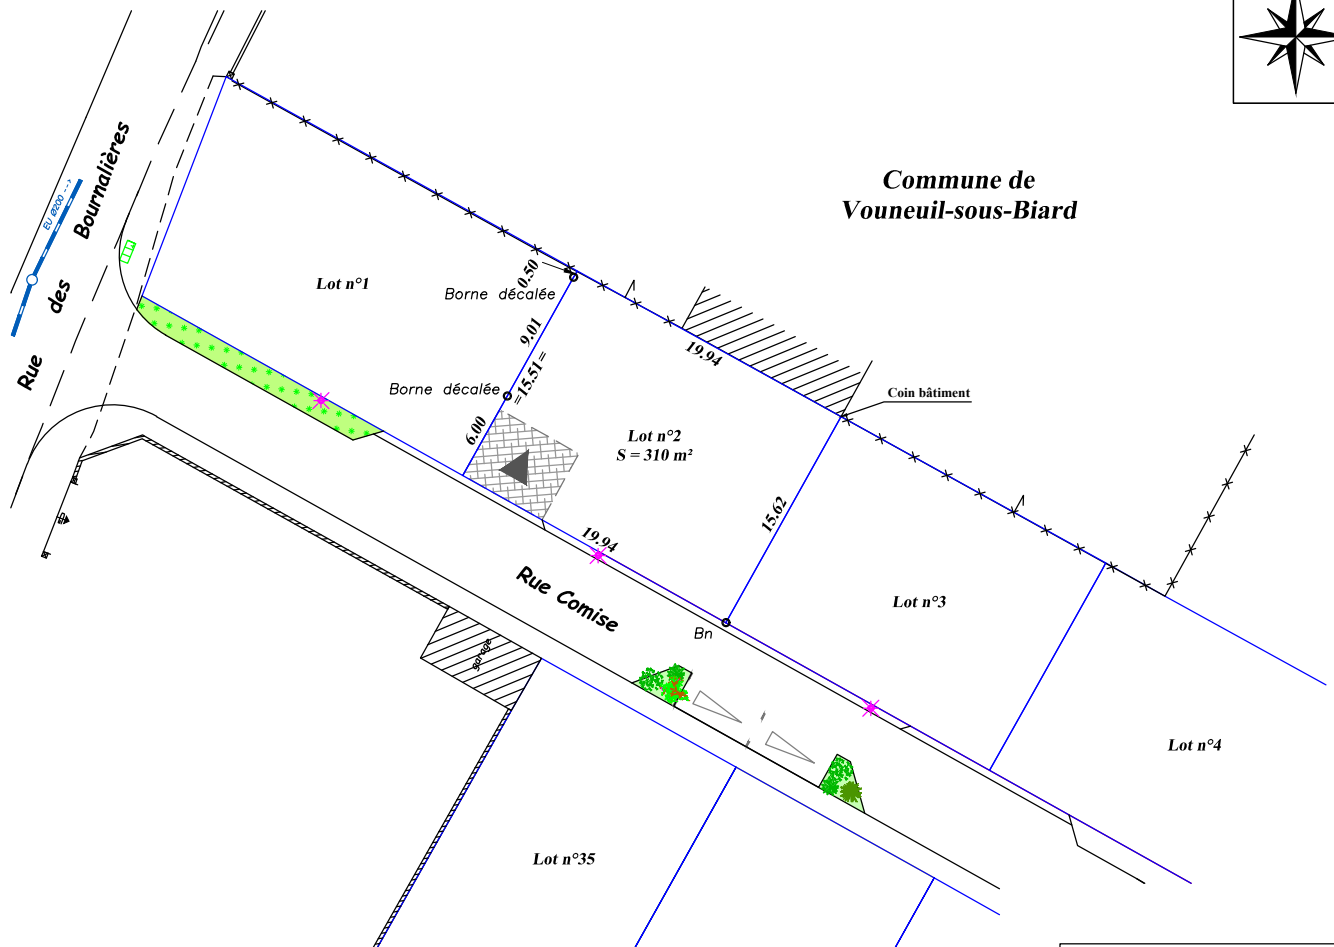 Commune de
Vouneuil-sous-Biard
Rue des Bournalières
EU Ø200 --->
Lot n°1
0.50
Borne décalée
9.01
=15.51=
Borne décalée
6.00
19.94
Coin bâtiment
Lot n°2
S = 310 m²
15.62
19.94
Rue Comise
Bn
Lot n°3
garage
Lot n°4
Lot n°35